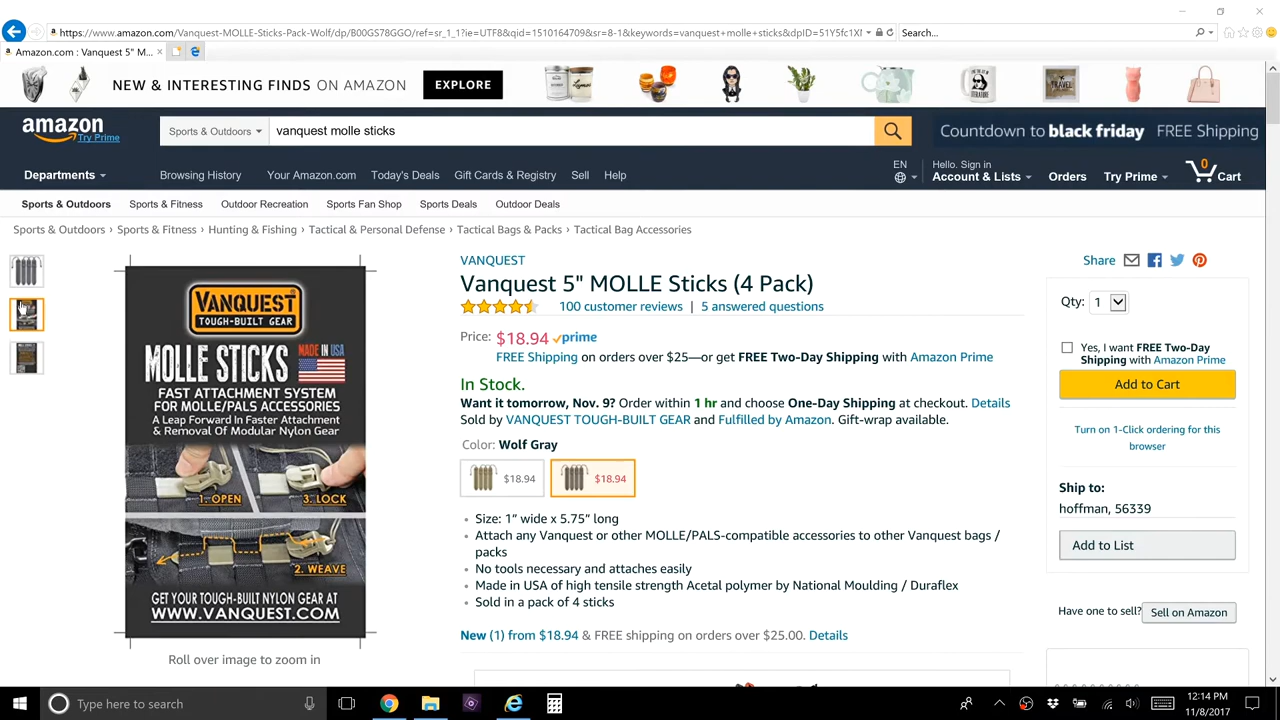 https://www.amazon.com/Vanquest-MOLLE-Sticks-Pack-Wolf/dp/B00GS78GGO/ref=sr_1_1?ie=UTF8&qid=1510164709&sr=8-1&keywords=vanquest+molle+sticks&dpID=51Y5fc1Xl
Search...
Amazon.com : Vanquest 5" M...
NEW & INTERESTING FINDS ON AMAZON
EXPLORE
amazon
Try Prime
Sports & Outdoors
vanquest molle sticks
Countdown to black friday FREE Shipping
Departments
Browsing History
Your Amazon.com
Today's Deals
Gift Cards & Registry
Sell
Help
EN
Hello. Sign in
Account & Lists
Orders
Try Prime
0
Cart
Sports & Outdoors
Sports & Fitness
Outdoor Recreation
Sports Fan Shop
Sports Deals
Outdoor Deals
Sports & Outdoors › Sports & Fitness › Hunting & Fishing › Tactical & Personal Defense › Tactical Bags & Packs › Tactical Bag Accessories
VANQUEST
TOUGH-BUILT GEAR
MOLLE STICKS
MADE IN USA
FAST ATTACHMENT SYSTEM
FOR MOLLE/PALS ACCESSORIES
A Leap Forward In Faster Attachment
& Removal Of Modular Nylon Gear
1. OPEN
3. LOCK
2. WEAVE
GET YOUR TOUGH-BUILT NYLON GEAR AT
WWW.VANQUEST.COM
Roll over image to zoom in
VANQUEST
Vanquest 5" MOLLE Sticks (4 Pack)
100 customer reviews | 5 answered questions
Price: $18.94 prime
FREE Shipping on orders over $25—or get FREE Two-Day Shipping with Amazon Prime
In Stock.
Want it tomorrow, Nov. 9? Order within 1 hr and choose One-Day Shipping at checkout. Details
Sold by VANQUEST TOUGH-BUILT GEAR and Fulfilled by Amazon. Gift-wrap available.
Color: Wolf Gray
$18.94
$18.94
• Size: 1” wide x 5.75” long
• Attach any Vanquest or other MOLLE/PALS-compatible accessories to other Vanquest bags /
packs
• No tools necessary and attaches easily
• Made in USA of high tensile strength Acetal polymer by National Moulding / Duraflex
• Sold in a pack of 4 sticks
New (1) from $18.94 & FREE shipping on orders over $25.00. Details
Share
Qty: 1
Yes, I want FREE Two-Day
Shipping with Amazon Prime
Add to Cart
Turn on 1-Click ordering for this
browser
Ship to:
hoffman, 56339
Add to List
Have one to sell?
Sell on Amazon
Type here to search
12:14 PM
11/8/2017